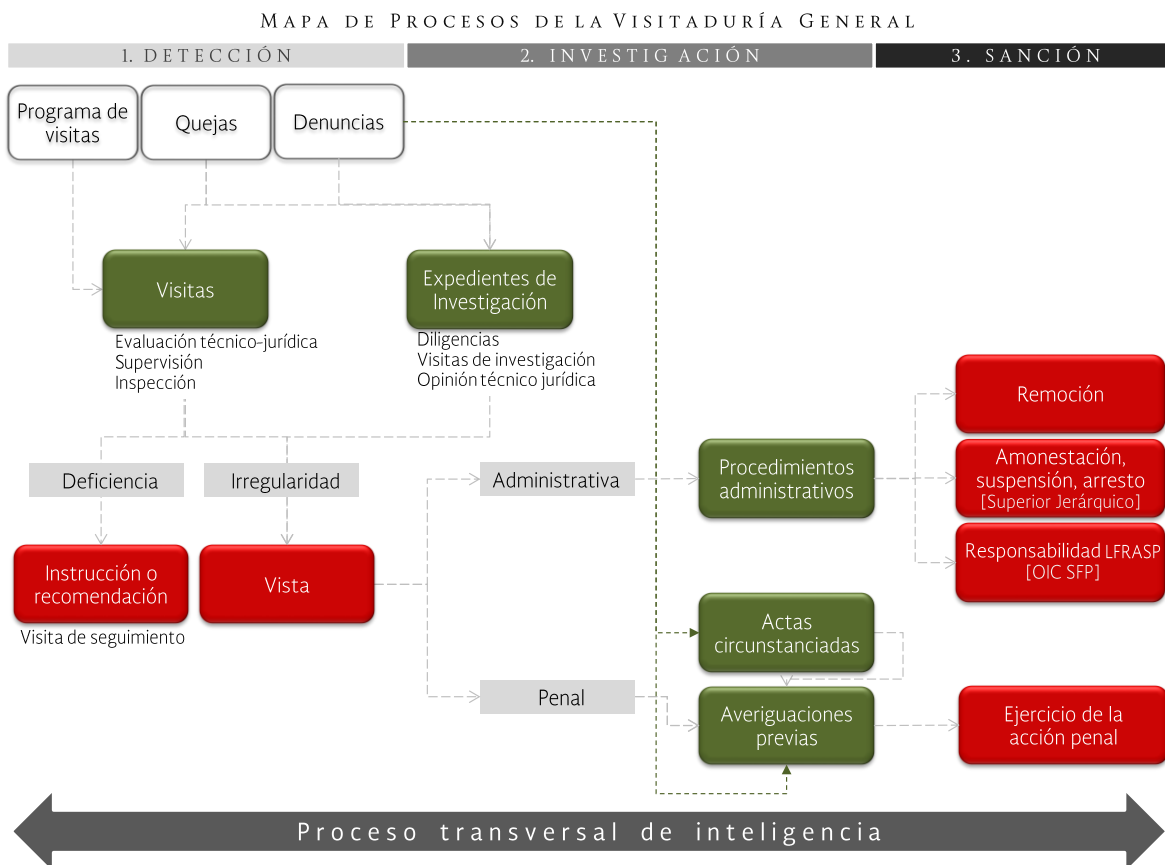 MAPA DE PROCESOS DE LA VISITADURÍA GENERAL
1. DETECCIÓN
2. INVESTIGACIÓN
3. SANCIÓN
Programa de
visitas
Quejas
Denuncias
Visitas
Evaluación técnico-jurídica
Supervisión
Inspección
Expedientes de
Investigación
Diligencias
Visitas de investigación
Opinión técnico jurídica
Deficiencia
Irregularidad
Instrucción o
recomendación
Visita de seguimiento
Vista
Administrativa
Penal
Procedimientos
administrativos
Actas
circunstanciadas
Averiguaciones
previas
Remoción
Amonestación,
suspensión, arresto
[Superior Jerárquico]
Responsabilidad LFRASP
[OIC SFP]
Ejercicio de la
acción penal
Proceso transversal de inteligencia